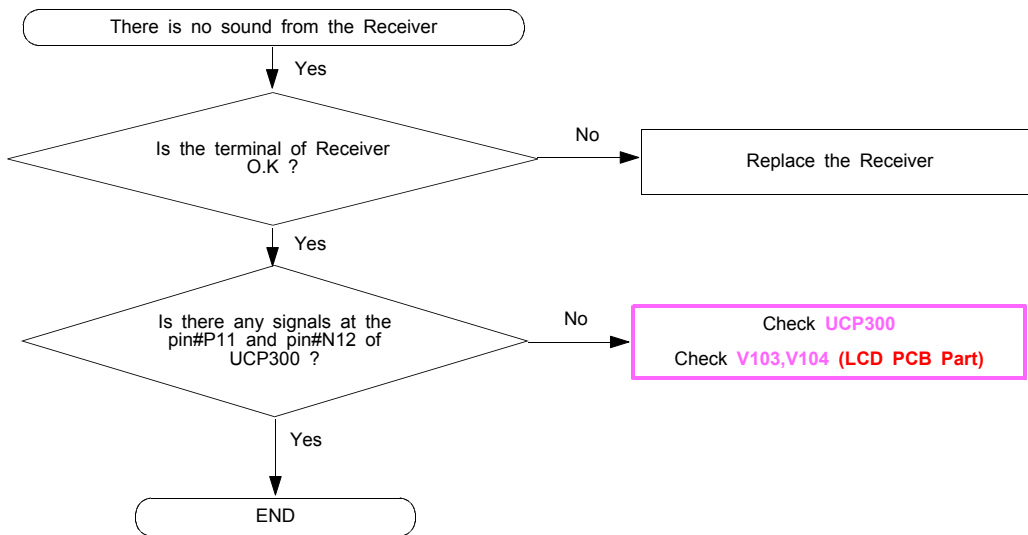 There is no sound from the Receiver
Yes
Is the terminal of Receiver
O.K ?
No
Replace the Receiver
Yes
Is there any signals at the
pin#P11 and pin#N12 of
UCP300 ?
No
Check UCP300
Check V103,V104 (LCD PCB Part)
Yes
END